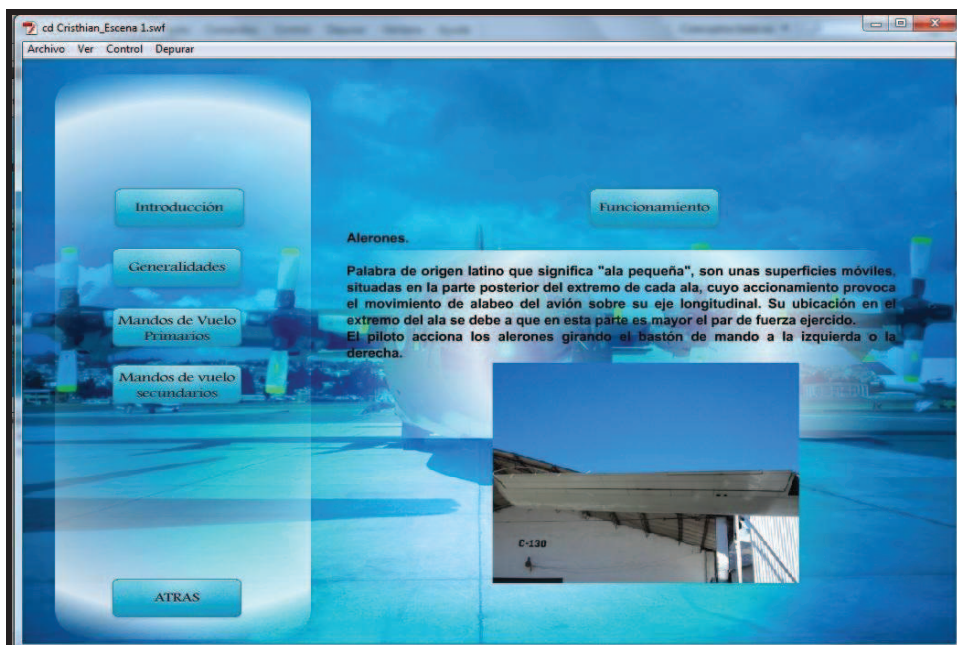 cd Cristhian_Escena 1.swf
Archivo Ver Control Depurar
Introducción
Generalidades
Mandos de Vuelo
Primarios
Mandos de vuelo
secundarios
ATRAS
Funcionamiento
Alerones.
Palabra de origen latino que significa "ala pequeña", son unas superficies móviles,
situadas en la parte posterior del extremo de cada ala, cuyo accionamiento provoca
el movimiento de alabeo del avión sobre su eje longitudinal. Su ubicación en el
extremo del ala se debe a que en esta parte es mayor el par de fuerza ejercido.
El piloto acciona los alerones girando el bastón de mando a la izquierda o la
derecha.
C-130